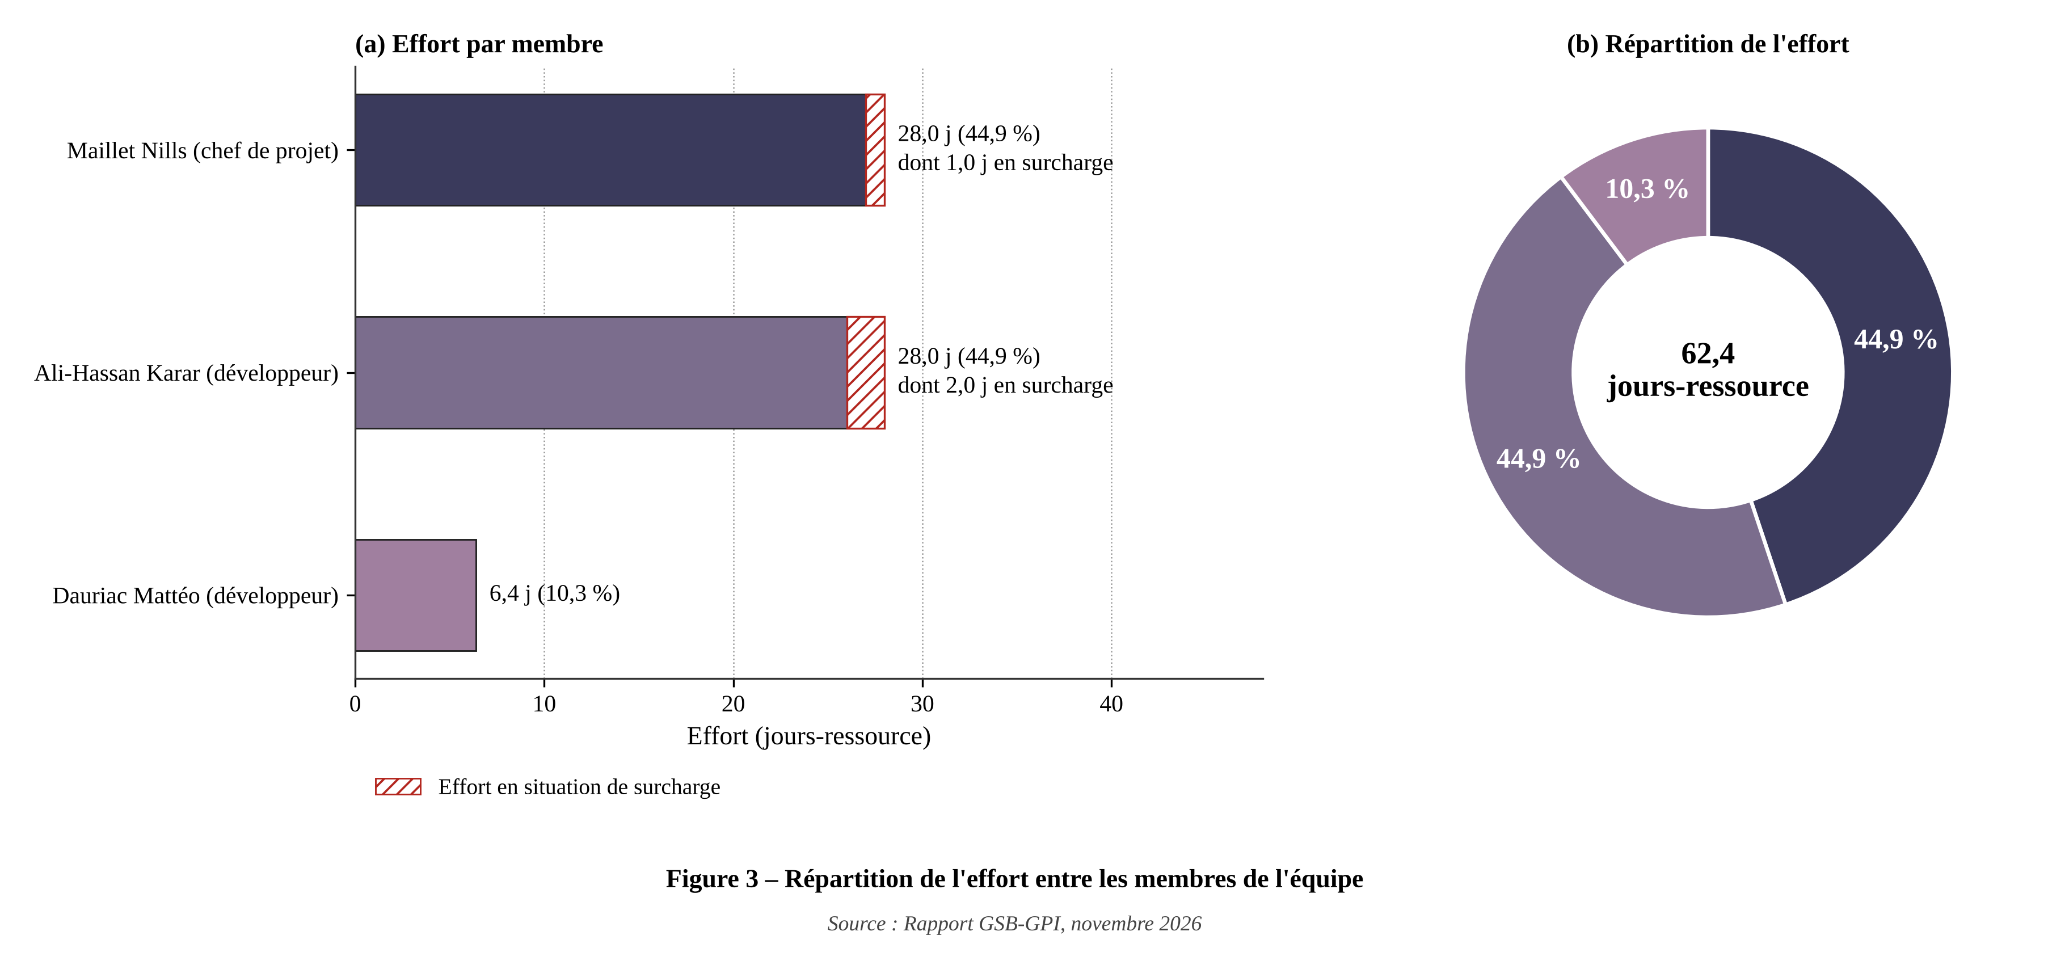 (a) Effort par membre
Maillet Nills (chef de projet)
28,0 j (44,9 %)
dont 1,0 j en surcharge
Ali-Hassan Karar (développeur)
28,0 j (44,9 %)
dont 2,0 j en surcharge
Dauriac Mattéo (développeur)
6,4 j (10,3 %)
0 10 20 30 40
Effort (jours-ressource)
Effort en situation de surcharge
(b) Répartition de l'effort
10,3 %
44,9 %
62,4
jours-ressource
44,9 %
Figure 3 – Répartition de l'effort entre les membres de l'équipe
Source : Rapport GSB-GPI, novembre 2026